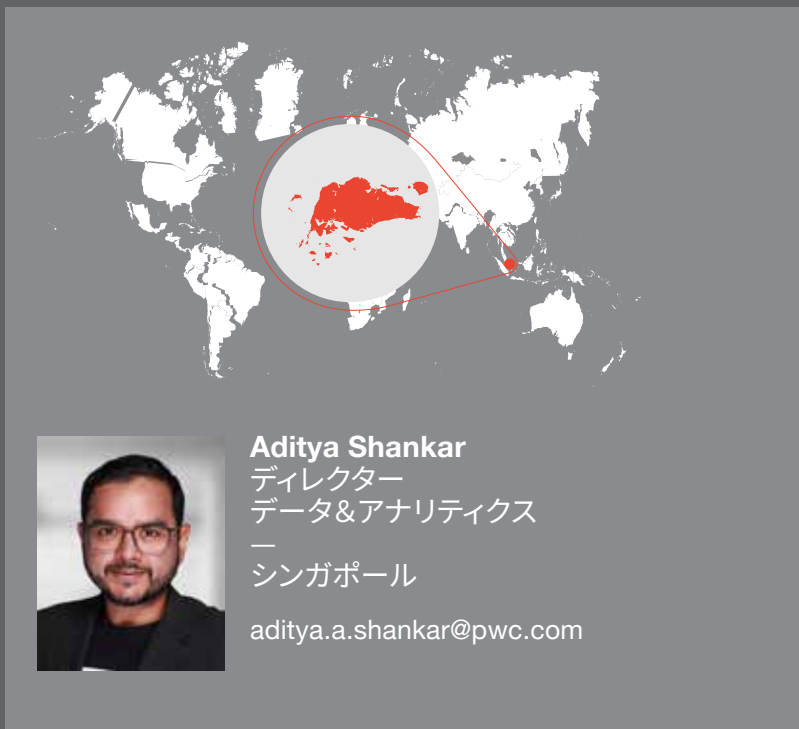 Aditya Shankar
ディレクター
データ&アナリティクス
—
シンガポール
aditya.a.shankar@pwc.com